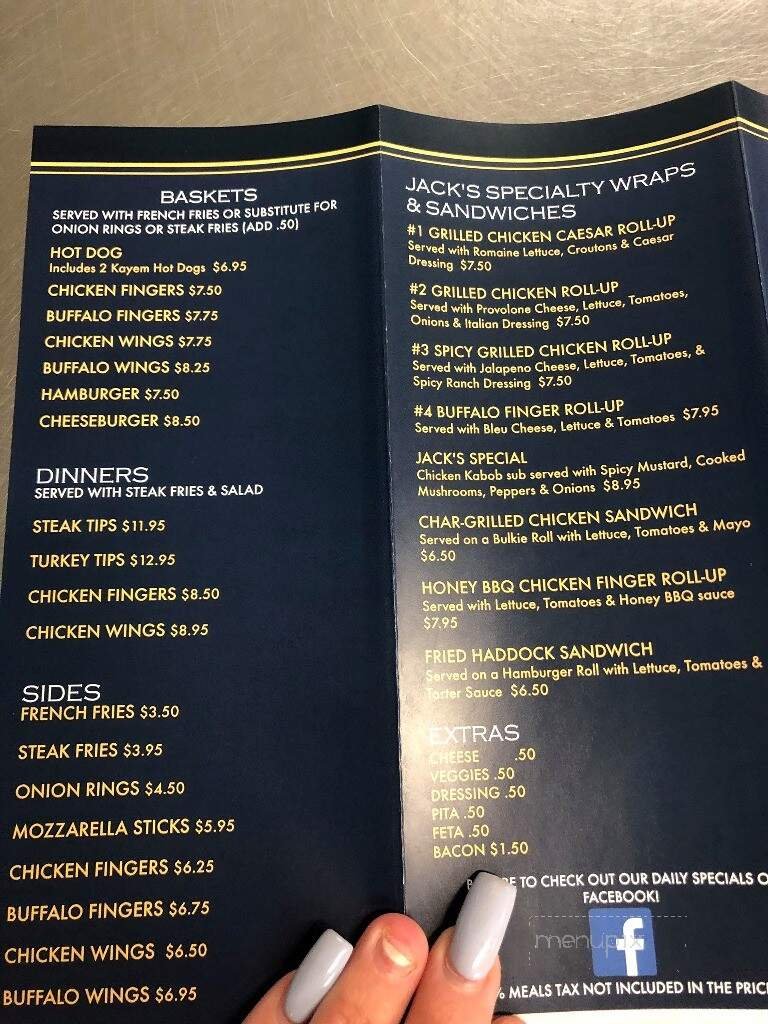 BASKETS
SERVED WITH FRENCH FRIES OR SUBSTITUTE FOR
ONION RINGS OR STEAK FRIES (ADD .50)
HOT DOG
Includes 2 Kayem Hot Dogs $6.95
CHICKEN FINGERS $7.50
BUFFALO FINGERS $7.75
CHICKEN WINGS $7.75
BUFFALO WINGS $8.25
HAMBURGER $7.50
CHEESEBURGER $8.50
DINNERS
SERVED WITH STEAK FRIES & SALAD
STEAK TIPS $11.95
TURKEY TIPS $12.95
CHICKEN FINGERS $8.50
CHICKEN WINGS $8.95
SIDES
FRENCH FRIES $3.50
STEAK FRIES $3.95
ONION RINGS $4.50
MOZZARELLA STICKS $5.95
CHICKEN FINGERS $6.25
BUFFALO FINGERS $6.75
CHICKEN WINGS $6.50
BUFFALO WINGS $6.95
JACK'S SPECIALTY WRAPS
& SANDWICHES
#1 GRILLED CHICKEN CAESAR ROLL-UP
Served with Romaine Lettuce, Croutons & Caesar
Dressing $7.50
#2 GRILLED CHICKEN ROLL-UP
Served with Provolone Cheese, Lettuce, Tomatoes,
Onions & Italian Dressing $7.50
#3 SPICY GRILLED CHICKEN ROLL-UP
Served with Jalapeno Cheese, Lettuce, Tomatoes, &
Spicy Ranch Dressing $7.50
#4 BUFFALO FINGER ROLL-UP
Served with Bleu Cheese, Lettuce & Tomatoes $7.95
JACK'S SPECIAL
Chicken Kabob sub served with Spicy Mustard, Cooked
Mushrooms, Peppers & Onions $8.95
CHAR-GRILLED CHICKEN SANDWICH
Served on a Bulkie Roll with Lettuce, Tomatoes & Mayo
$6.50
HONEY BBQ CHICKEN FINGER ROLL-UP
Served with Lettuce, Tomatoes & Honey BBQ sauce
$7.95
FRIED HADDOCK SANDWICH
Served on a Hamburger Roll with Lettuce, Tomatoes &
Tarter Sauce $6.50
EXTRAS
CHEESE .50
VEGGIES .50
DRESSING .50
PITA .50
FETA .50
BACON $1.50
TO CHECK OUT OUR DAILY SPECIALS
FACEBOOK!
menupix
f
% MEALS TAX NOT INCLUDED IN THE